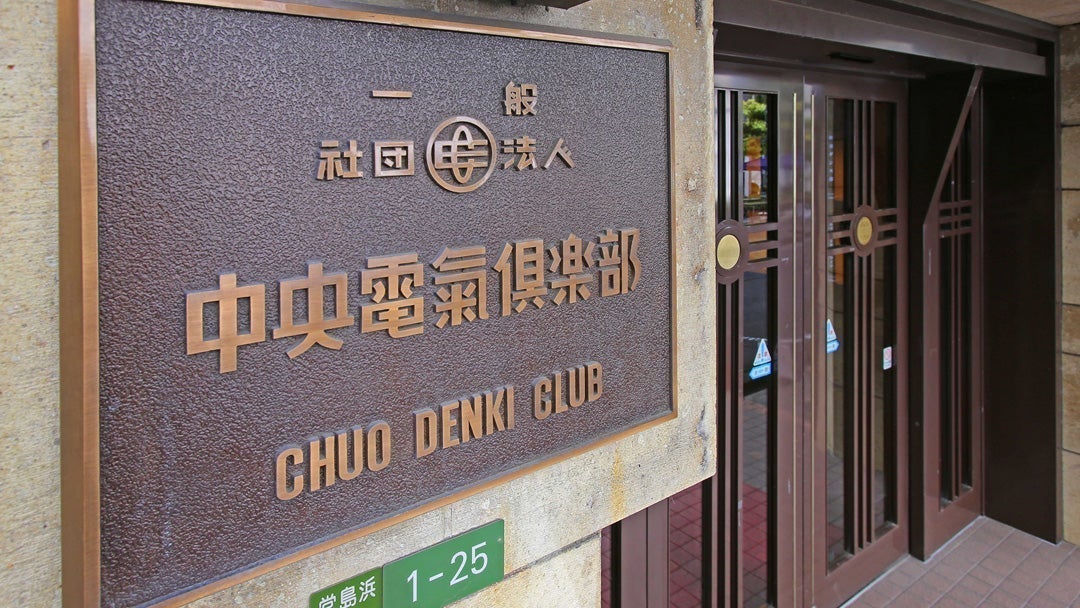 一般
社団 法人
中央電氣倶楽部
CHUO DENKI CLUB
堂島浜
1-25